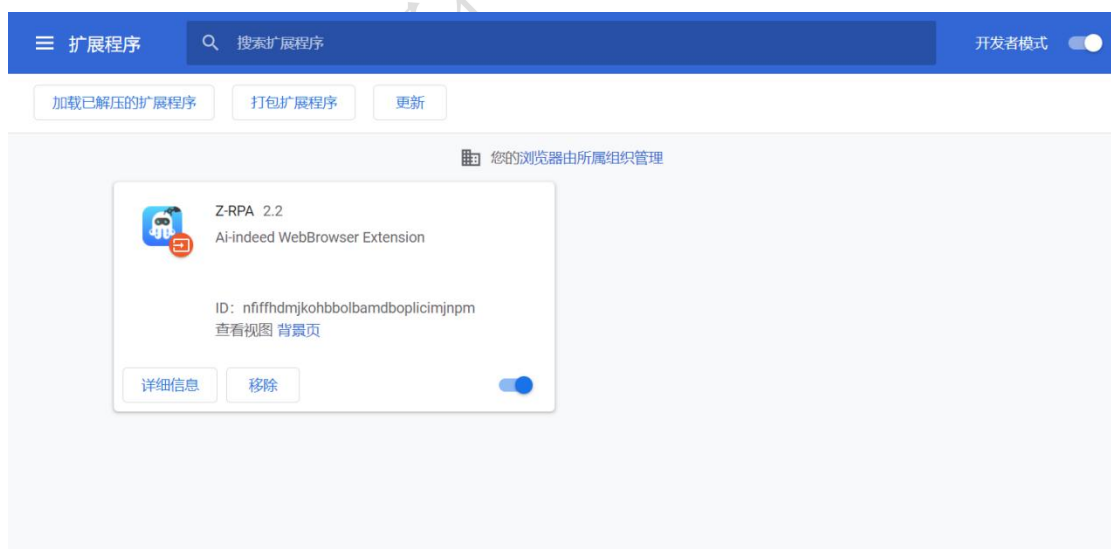 扩展程序
搜索扩展程序
开发者模式
加载已解压的扩展程序
打包扩展程序
更新
您的浏览器由所属组织管理
Z-RPA 2.2
Ai-indeed WebBrowser Extension
ID: nfiffhdmjkohbbolbamdboplicimjnpm
查看视图 背景页
详细信息
移除